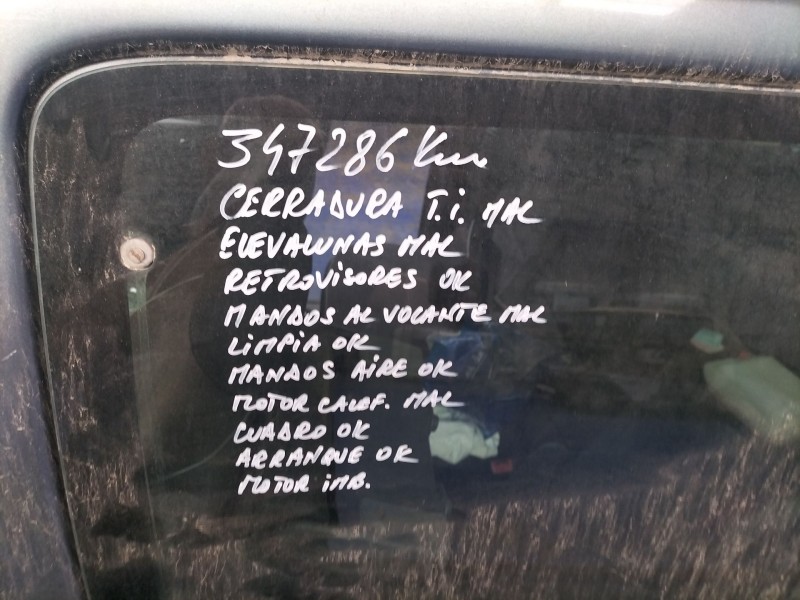 347286 Km
CERRADURA T.i. MAL
ELEVALUNAS MAL
RETROViSORES OK
MANDOS AL VOLANTE MAL
LiMPiA OK
MANDOS AiRE OK
MOTOR CALEF. MAL
CUADRO OK
ARRANQUE OK
MOTOR iMB.